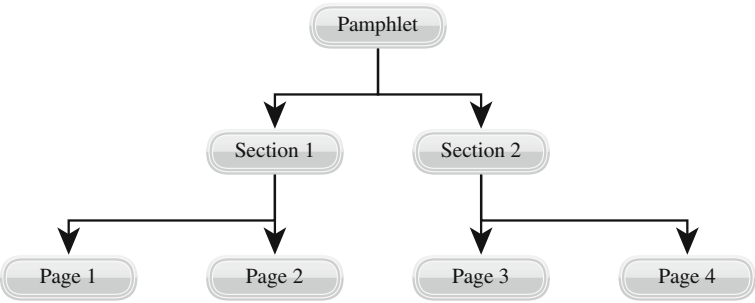 Pamphlet
Section 1
Section 2
Page 1
Page 2
Page 3
Page 4